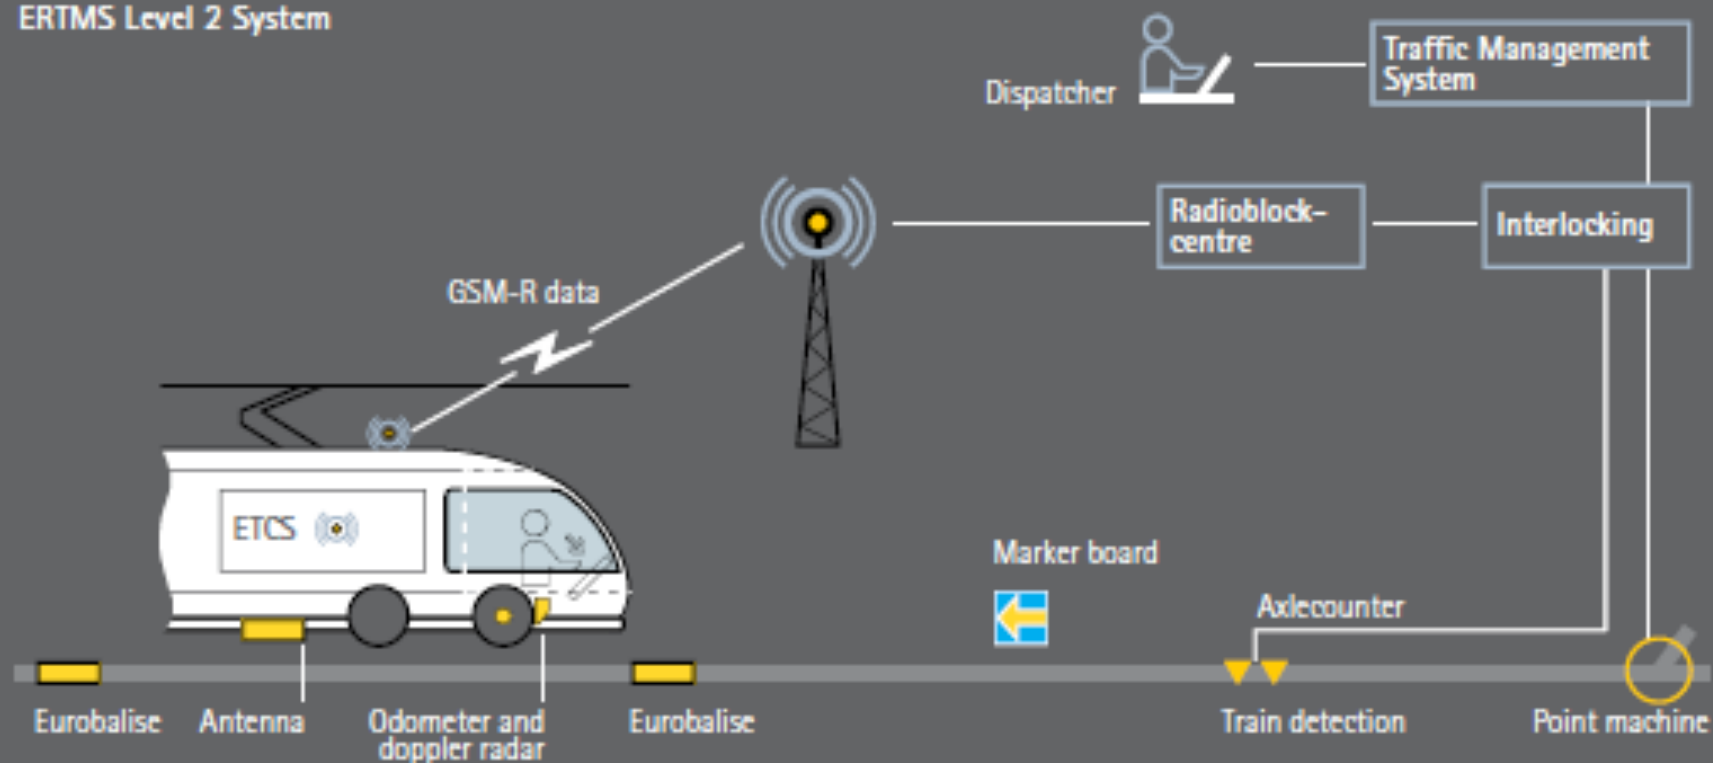 ERTMS Level 2 System
Dispatcher
Traffic Management
System
Radioblock-
centre
Interlocking
GSM-R data
ETCS
Marker board
Axlecounter
Eurobalise
Antenna
Odometer and
doppler radar
Eurobalise
Train detection
Point machine